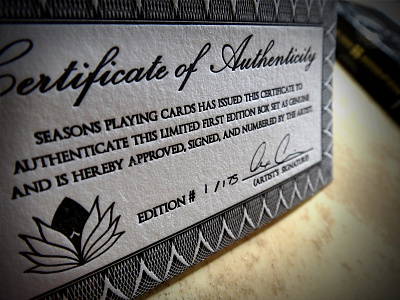 Certificate of Authenticity
SEASONS PLAYING CARDS HAS ISSUED THIS CERTIFICATE TO
AUTHENTICATE THIS LIMITED FIRST EDITION BOX SET AS GENUINE
AND IS HEREBY APPROVED, SIGNED, AND NUMBERED BY THE ARTIST.
EDITION # 1/175
(ARTIST'S SIGNATURE)